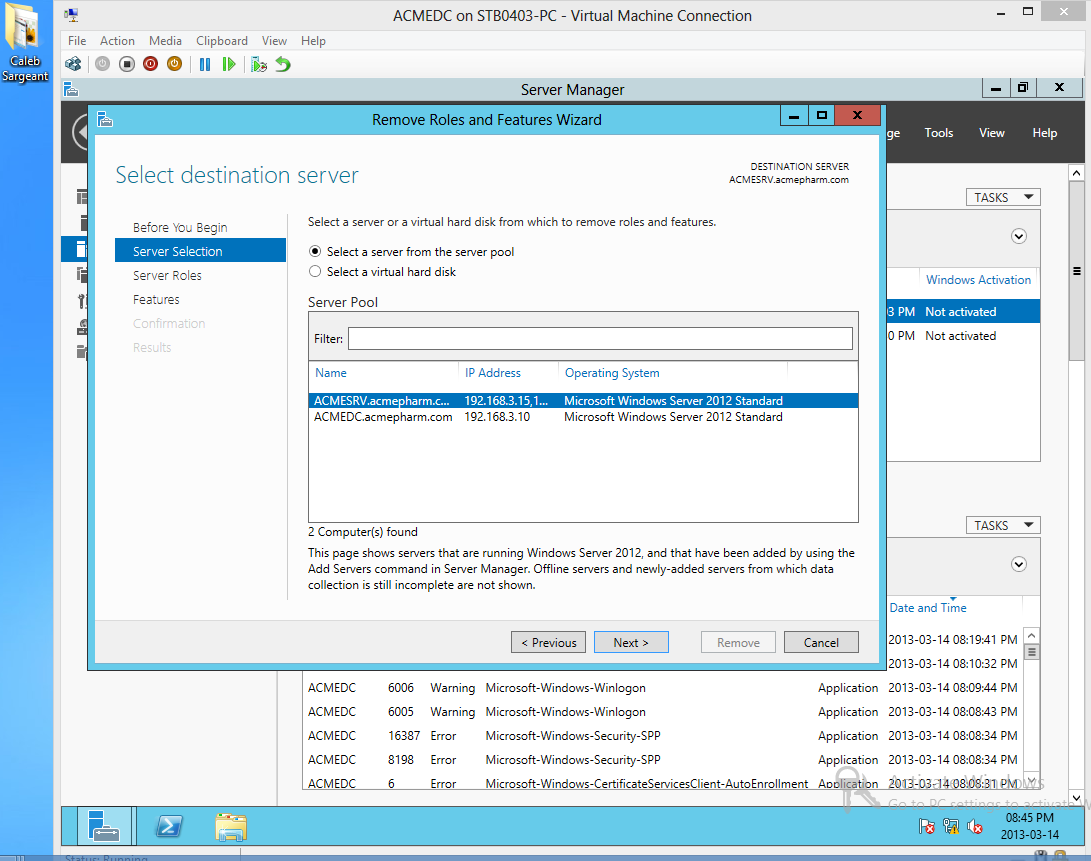 Caleb
Sargeant
ACMEDC on STB0403-PC - Virtual Machine Connection
File Action Media Clipboard View Help
Server Manager
Remove Roles and Features Wizard
ge Tools View Help
Select destination server
DESTINATION SERVER
ACMESRV.acmepharm.com
Before You Begin
Server Selection
Server Roles
Features
Confirmation
Results
Select a server or a virtual hard disk from which to remove roles and features.
Select a server from the server pool
Select a virtual hard disk
Server Pool
Filter:
Name IP Address Operating System
ACMESRV.acmepharm.c... 192.168.3.15,1... Microsoft Windows Server 2012 Standard
ACMEDC.acmepharm.com 192.168.3.10 Microsoft Windows Server 2012 Standard
2 Computer(s) found
This page shows servers that are running Windows Server 2012, and that have been added by using the
Add Servers command in Server Manager. Offline servers and newly-added servers from which data
collection is still incomplete are not shown.
< Previous Next > Remove Cancel
TASKS
Windows Activation
3 PM Not activated
0 PM Not activated
TASKS
Date and Time
2013-03-14 08:19:41 PM
2013-03-14 08:10:32 PM
ACMEDC 6006 Warning Microsoft-Windows-Winlogon Application 2013-03-14 08:09:44 PM
ACMEDC 6005 Warning Microsoft-Windows-Winlogon Application 2013-03-14 08:08:43 PM
ACMEDC 16387 Error Microsoft-Windows-Security-SPP Application 2013-03-14 08:08:34 PM
ACMEDC 8198 Error Microsoft-Windows-Security-SPP Application 2013-03-14 08:08:34 PM
ACMEDC 6 Error Microsoft-Windows-CertificateServicesClient-AutoEnrollment Application 2013-03-14 08:08:31 PM
Activate Windows
Go to PC settings to activate W
08:45 PM
2013-03-14
Status: Running